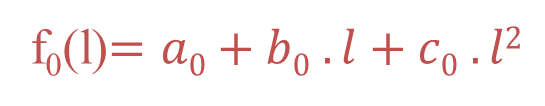 f₀(l)= a₀ + b₀ . l + c₀ . l²